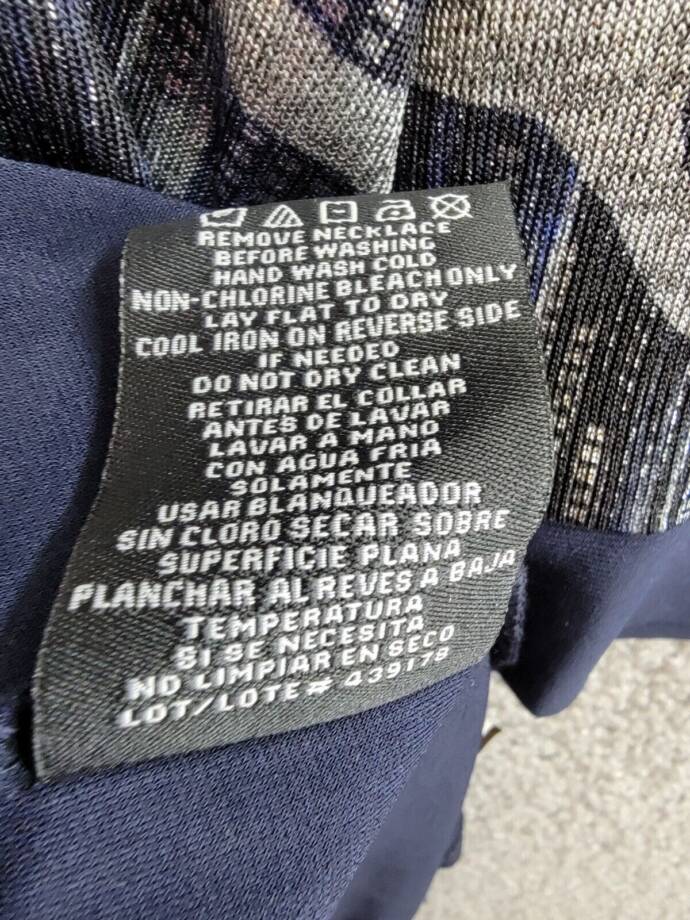 REMOVE NECKLACE
BEFORE WASHING
HAND WASH COLD
NON-CHLORINE BLEACH ONLY
LAY FLAT TO DRY
COOL IRON ON REVERSE SIDE
IF NEEDED
DO NOT DRY CLEAN
RETIRAR EL COLLAR
ANTES DE LAVAR
LAVAR A MANO
CON AGUA FRIA
SOLAMENTE
USAR BLANQUEADOR
SIN CLORO SECAR SOBRE
SUPERFICIE PLANA
PLANCHAR AL REVES A BAJA
TEMPERATURA
SI SE NECESITA
NO LIMPIAR EN SECO
LOT/LOTE# 439178